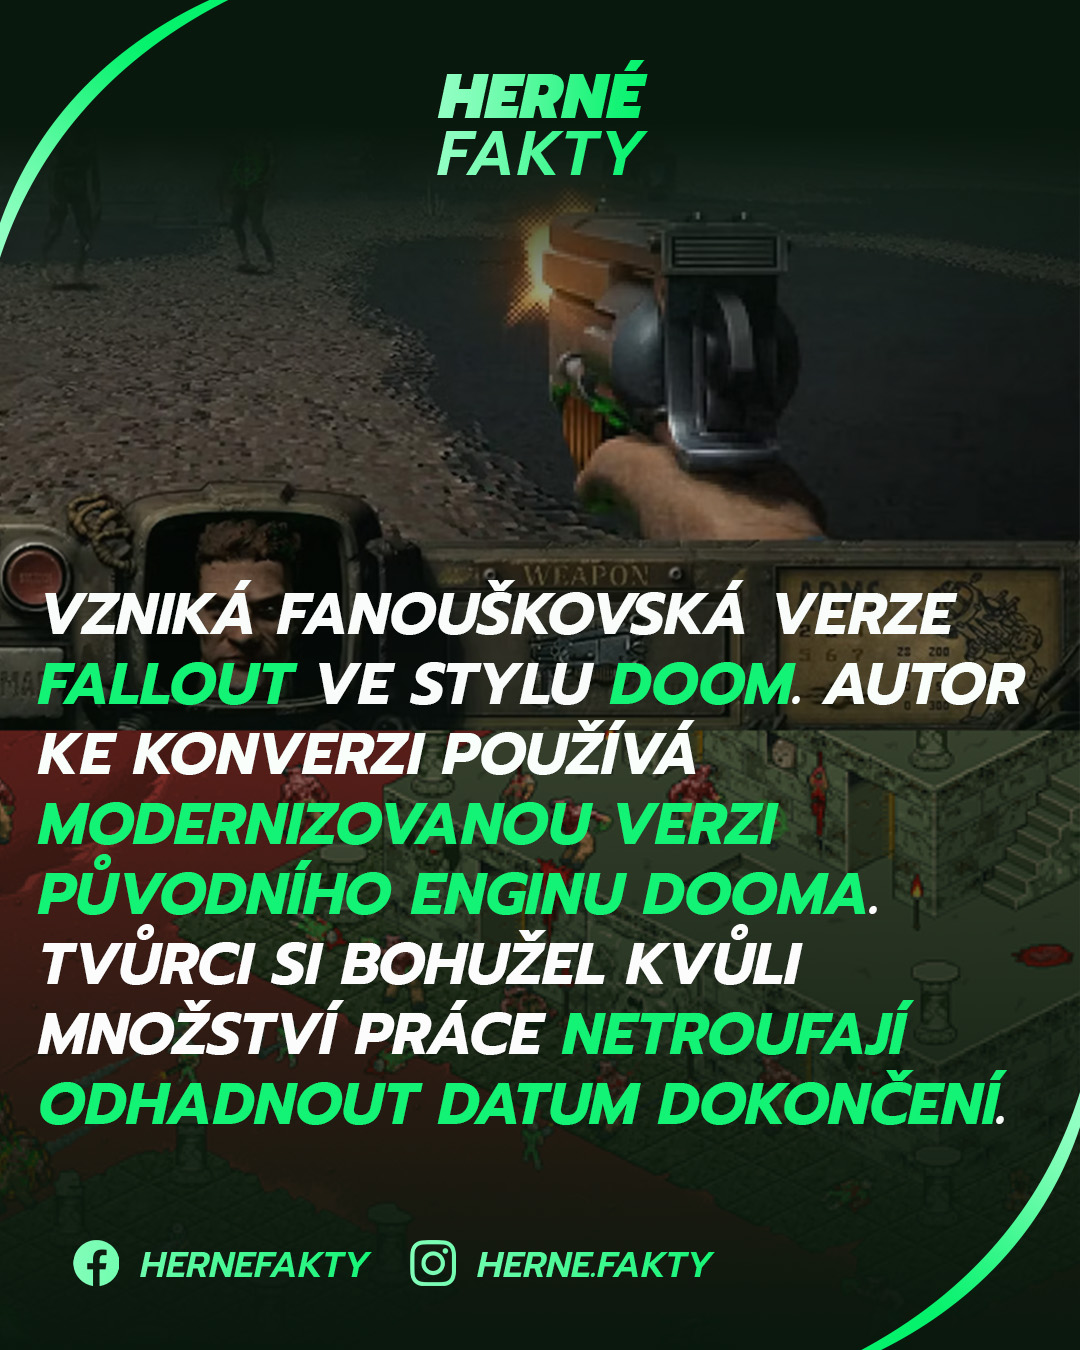 HERNÉ
FAKTY
WEAPON
VZNIKÁ FANOUŠKOVSKÁ VERZE
FALLOUT VE STYLU DOOM. AUTOR
KE KONVERZI POUŽÍVÁ
MODERNIZOVANOU VERZI
PŮVODNÍHO ENGINU DOOMA.
TVŮRCI SI BOHUŽEL KVŮLI
MNOŽSTVÍ PRÁCE NETROUFAJÍ
ODHADNOUT DATUM DOKONČENÍ.
HERNEFAKTY
HERNE.FAKTY